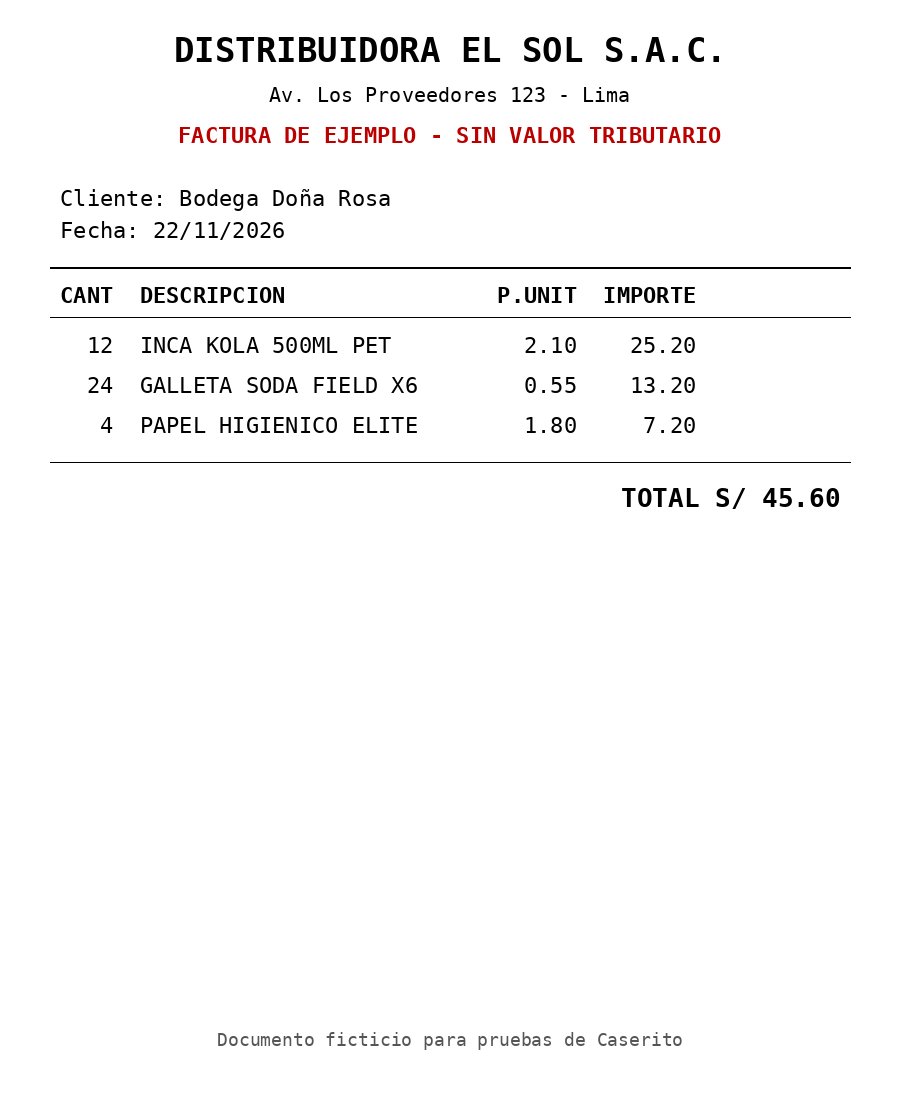 DISTRIBUIDORA EL SOL S.A.C.
Av. Los Proveedores 123 - Lima
FACTURA DE EJEMPLO - SIN VALOR TRIBUTARIO
Cliente: Bodega Doña Rosa
Fecha: 22/11/2026
CANT DESCRIPCION P.UNIT IMPORTE
12 INCA KOLA 500ML PET 2.10 25.20
24 GALLETA SODA FIELD X6 0.55 13.20
4 PAPEL HIGIENICO ELITE 1.80 7.20
TOTAL S/ 45.60
Documento ficticio para pruebas de Caserito